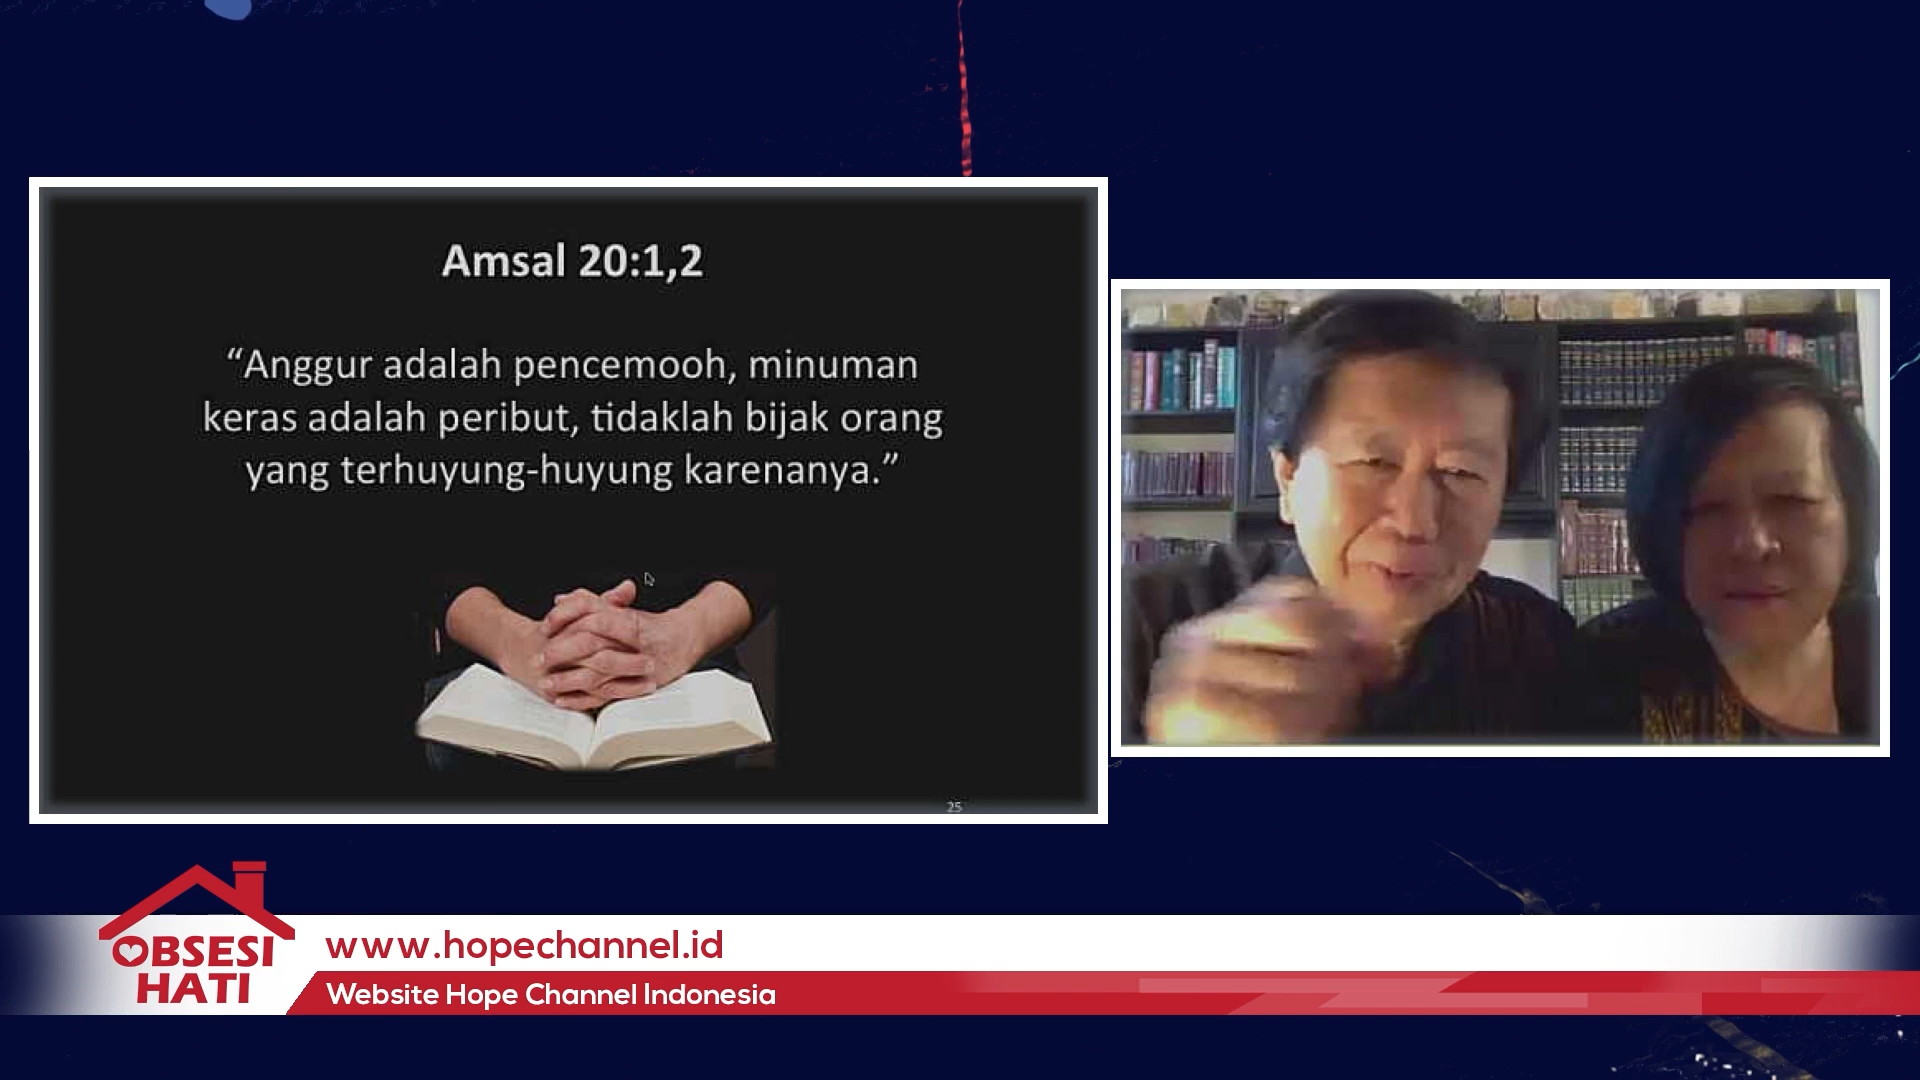 Amsal 20:1,2
“Anggur adalah pencemooh, minuman
keras adalah peribut, tidaklah bijak orang
yang terhuyung-huyung karenanya.”
25
OBSESI
HATI
www.hopechannel.id
Website Hope Channel Indonesia